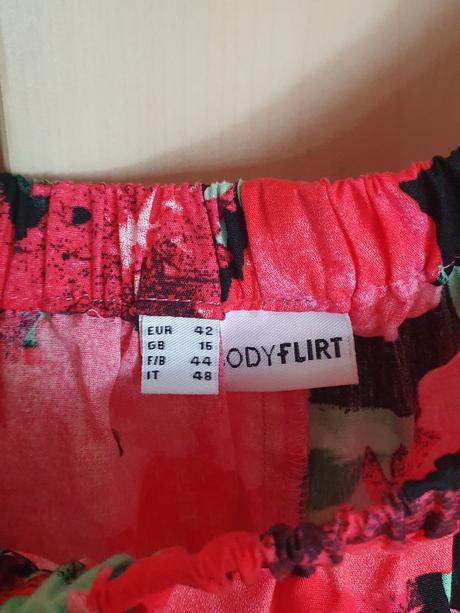 EUR 42
GB 16
F/B 44
IT 48
ODYFLIRT